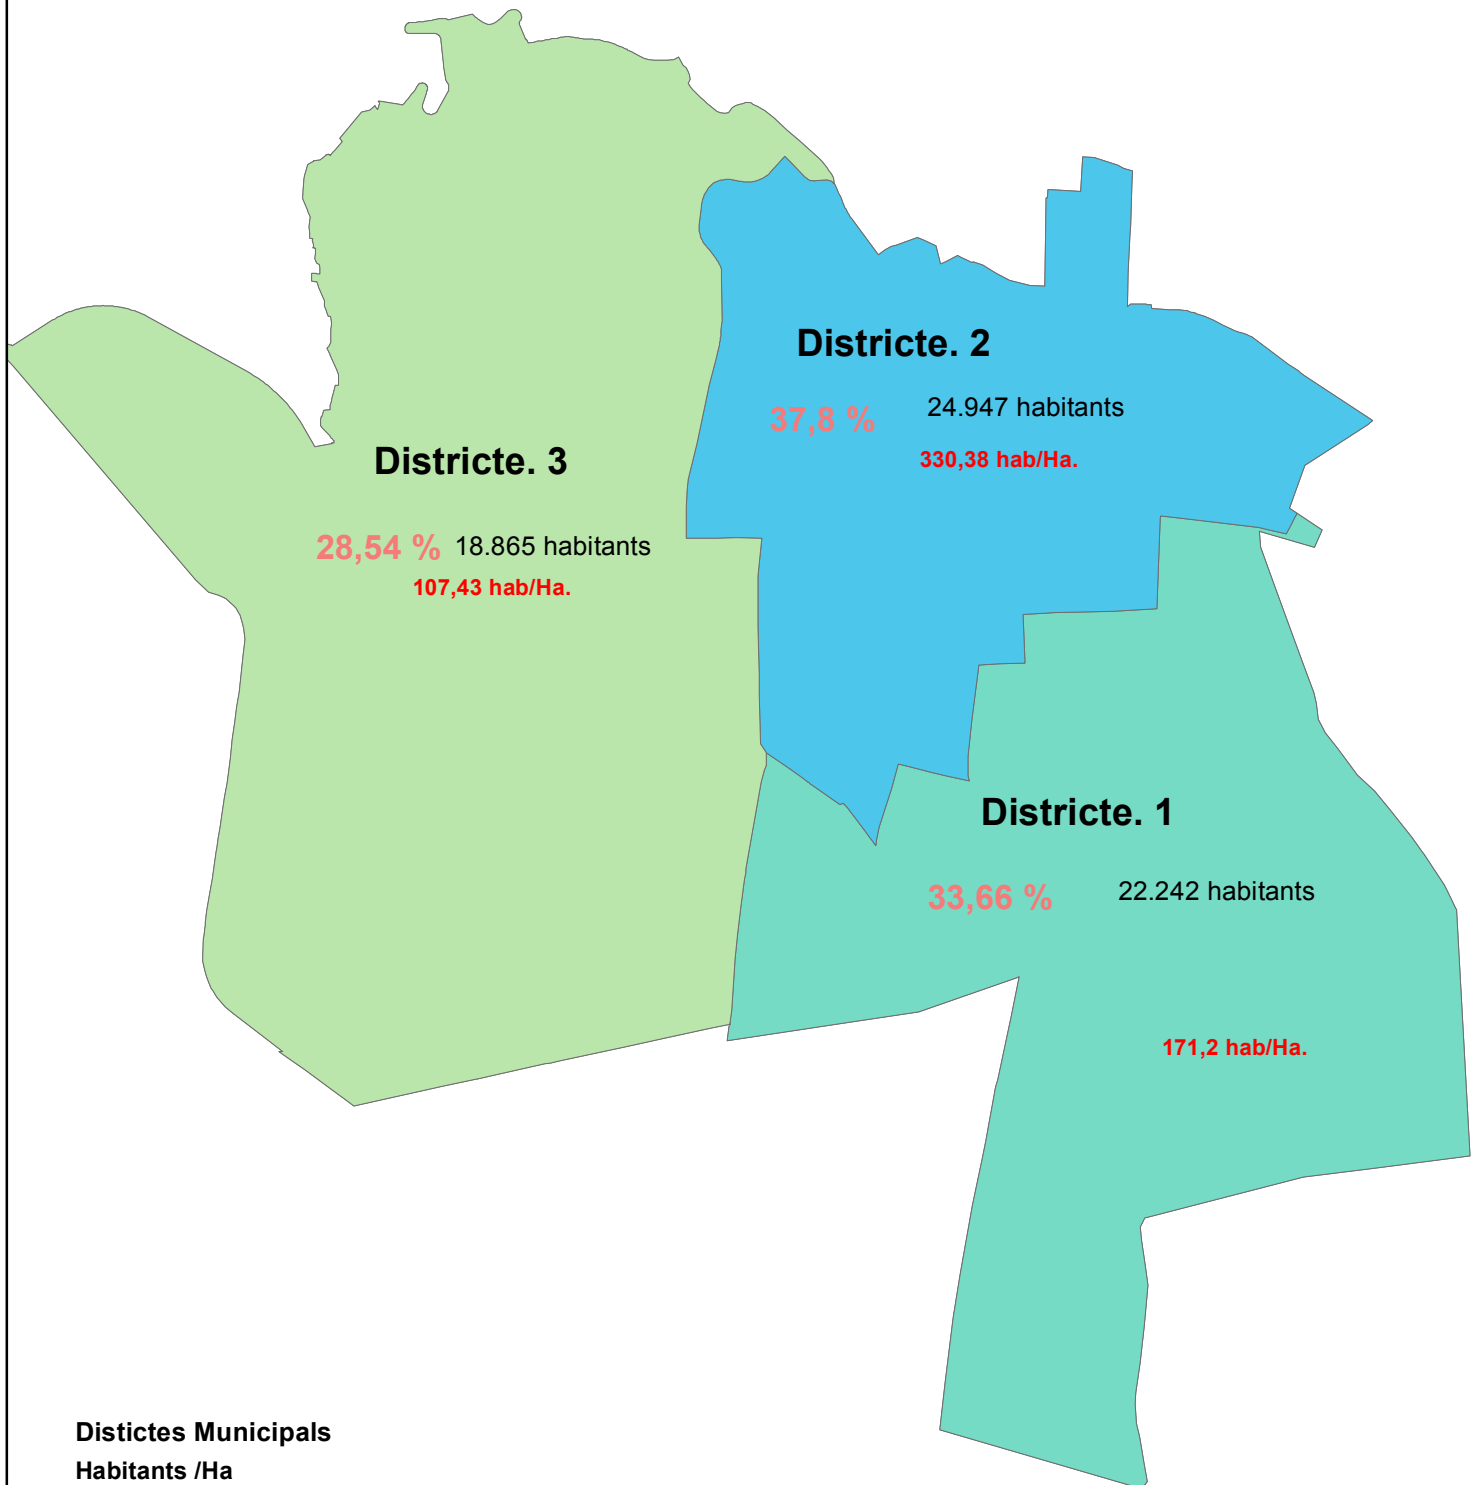 Districte. 2
37,8 % 24.947 habitants
330,38 hab/Ha.
Districte. 3
28,54 % 18.865 habitants
107,43 hab/Ha.
Districte. 1
33,66 % 22.242 habitants
171,2 hab/Ha.
Distictes Municipals
Habitants /Ha